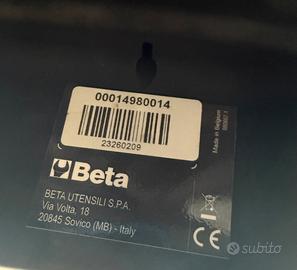 00014980014
23260209
Beta
BETA UTENSILI S.P.A.
Via Volta, 18
20845 Sovico (MB) - Italy
Made in Belgium
CE
subito